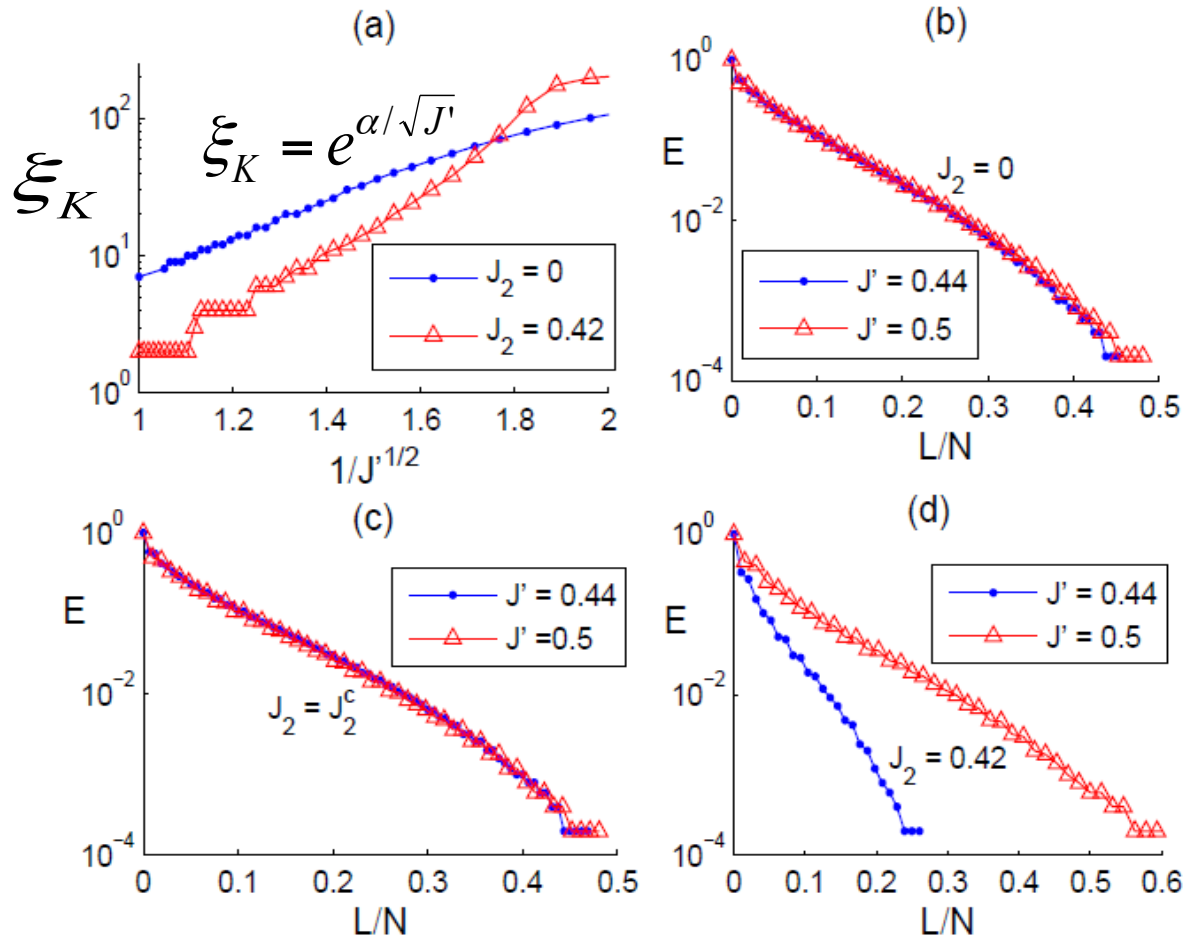 (a)
ξ_K
ξ_K = e^{α/√J'}
10^2
10^1
10^0
J_2 = 0
J_2 = 0.42
1 1.2 1.4 1.6 1.8 2
1/J'^{1/2}
(b)
E
10^0
10^{-2}
10^{-4}
J_2 = 0
J' = 0.44
J' = 0.5
0 0.1 0.2 0.3 0.4 0.5
L/N
(c)
E
10^0
10^{-2}
10^{-4}
J' = 0.44
J' =0.5
J_2 = J_2^c
0 0.1 0.2 0.3 0.4 0.5
L/N
(d)
E
10^0
10^{-2}
10^{-4}
J' = 0.44
J' = 0.5
J_2 = 0.42
0 0.1 0.2 0.3 0.4 0.5 0.6
L/N